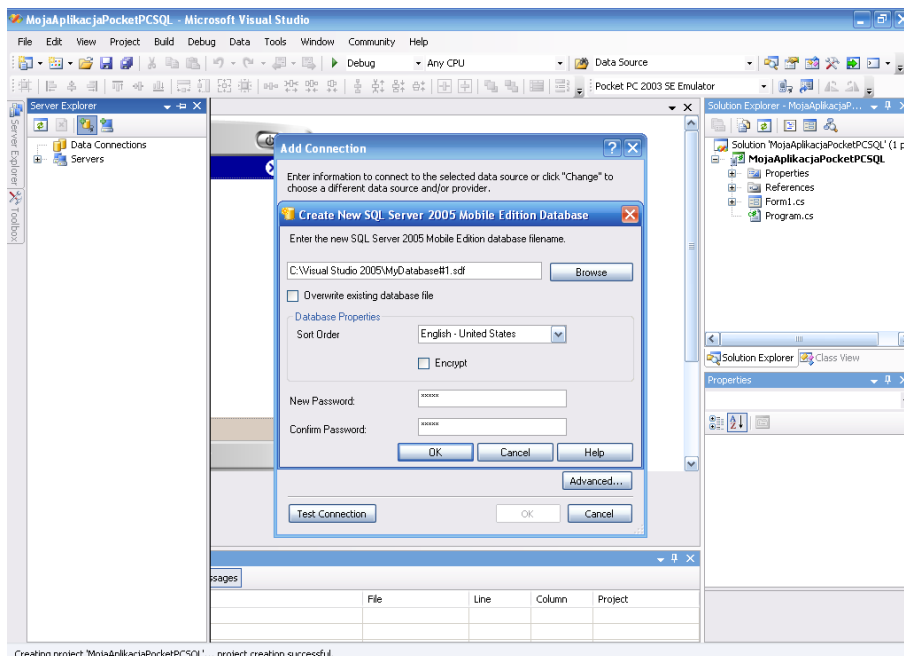 MojaAplikacjaPocketPCSQL - Microsoft Visual Studio
File Edit View Project Build Debug Data Tools Window Community Help
Debug Any CPU Data Source
Pocket PC 2003 SE Emulator
Server Explorer
Toolbox
Server Explorer
Data Connections
Servers
Add Connection
Enter information to connect to the selected data source or click "Change" to
choose a different data source and/or provider.
Create New SQL Server 2005 Mobile Edition Database
Enter the new SQL Server 2005 Mobile Edition database filename.
C:\Visual Studio 2005\MyDatabase#1.sdf
Browse
Overwrite existing database file
Database Properties
Sort Order English - United States
Encrypt
New Password: *****
Confirm Password: *****
OK Cancel Help
Advanced...
Test Connection OK Cancel
Solution Explorer - MojaAplikacjaP...
Solution 'MojaAplikacjaPocketPCSQL' (1 p
MojaAplikacjaPocketPCSQL
Properties
References
Form1.cs
Program.cs
Solution Explorer Class View
Properties
ssages
File Line Column Project
Creating project 'MojaAplikacjaPocketPCSQL'... project creation successful.